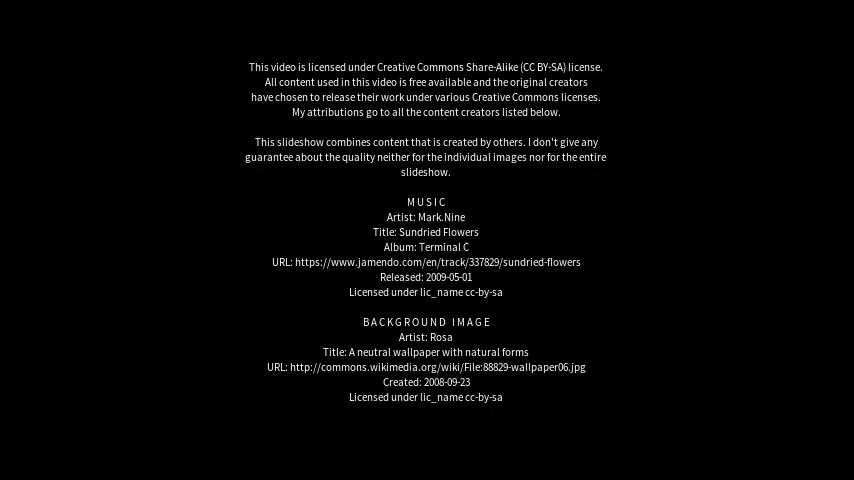 This video is licensed under Creative Commons Share-Alike (CC BY-SA) license.
All content used in this video is free available and the original creators
have chosen to release their work under various Creative Commons licenses.
My attributions go to all the content creators listed below.
This slideshow combines content that is created by others. I don't give any
guarantee about the quality neither for the individual images nor for the entire
slideshow.
MUSIC
Artist: Mark.Nine
Title: Sundried Flowers
Album: Terminal C
URL: https://www.jamendo.com/en/track/337829/sundried-flowers
Released: 2009-05-01
Licensed under lic_name cc-by-sa
BACKGROUND IMAGE
Artist: Rosa
Title: A neutral wallpaper with natural forms
URL: http://commons.wikimedia.org/wiki/File:88829-wallpaper06.jpg
Created: 2008-09-23
Licensed under lic_name cc-by-sa